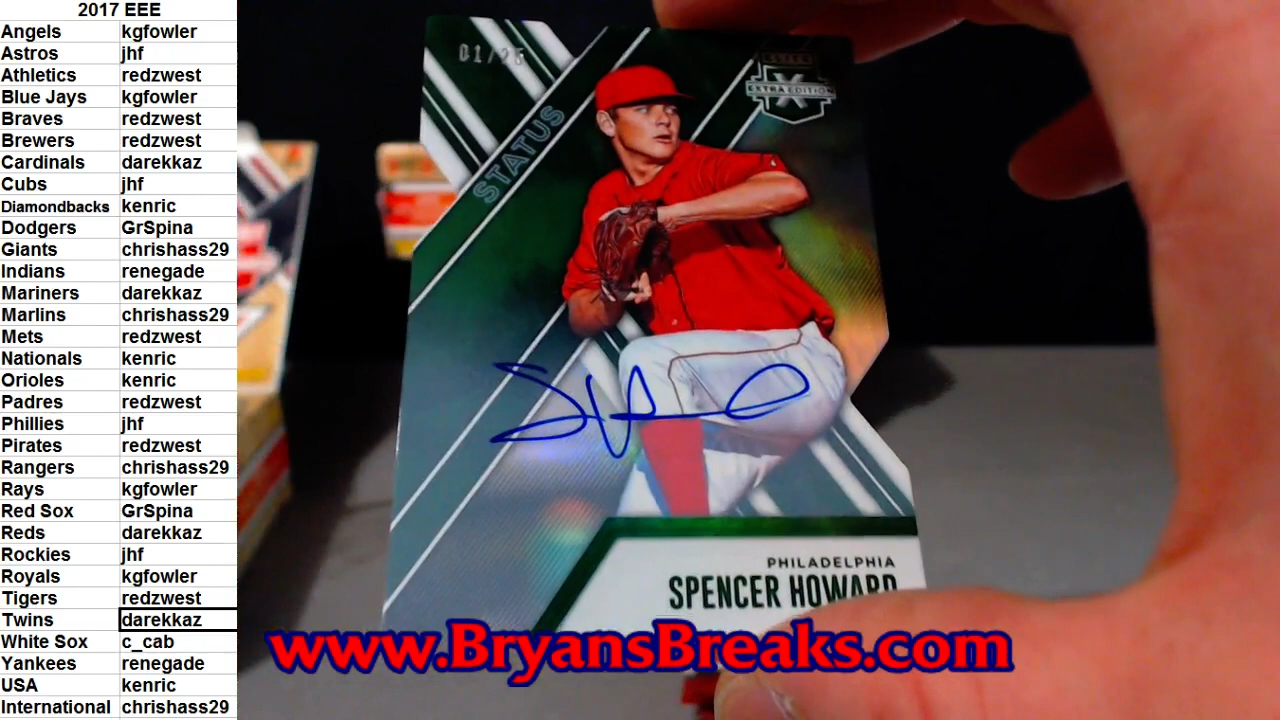 2017 EEE
Angels kgfowler
Astros jhf
Athletics redzwest
Blue Jays kgfowler
Braves redzwest
Brewers redzwest
Cardinals darekkaz
Cubs jhf
Diamondbacks kenric
Dodgers GrSpina
Giants chrishass29
Indians renegade
Mariners darekkaz
Marlins chrishass29
Mets redzwest
Nationals kenric
Orioles kenric
Padres redzwest
Phillies jhf
Pirates redzwest
Rangers chrishass29
Rays kgfowler
Red Sox GrSpina
Reds darekkaz
Rockies jhf
Royals kgfowler
Tigers redzwest
Twins darekkaz
White Sox c_cab
Yankees renegade
USA kenric
International chrishass29
01/25
ELITE
EXTRA EDITION
STATUS
PHILADELPHIA
SPENCER HOWARD
www.BryansBreaks.com